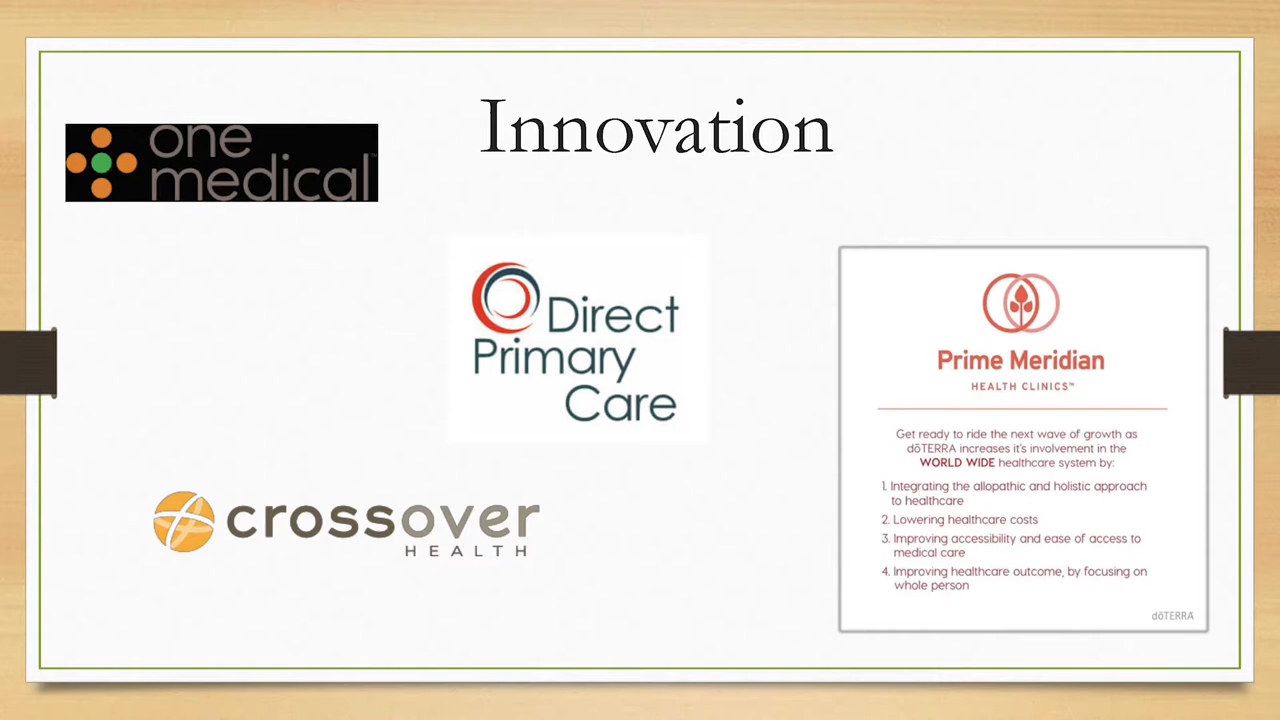 Innovation
one
medical™
Direct
Primary
Care
crossover
HEALTH
Prime Meridian
HEALTH CLINICS™
Get ready to ride the next wave of growth as
dōTERRA increases it's involvement in the
WORLD WIDE healthcare system by:
1. Integrating the allopathic and holistic approach
to healthcare
2. Lowering healthcare costs
3. Improving accessibility and ease of access to
medical care
4. Improving healthcare outcome, by focusing on
whole person
dōTERRA